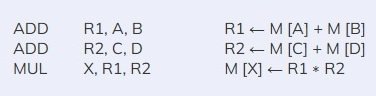 ADD R1, A, B R1 ← M [A] + M [B]
ADD R2, C, D R2 ← M [C] + M [D]
MUL X, R1, R2 M [X] ← R1 * R2